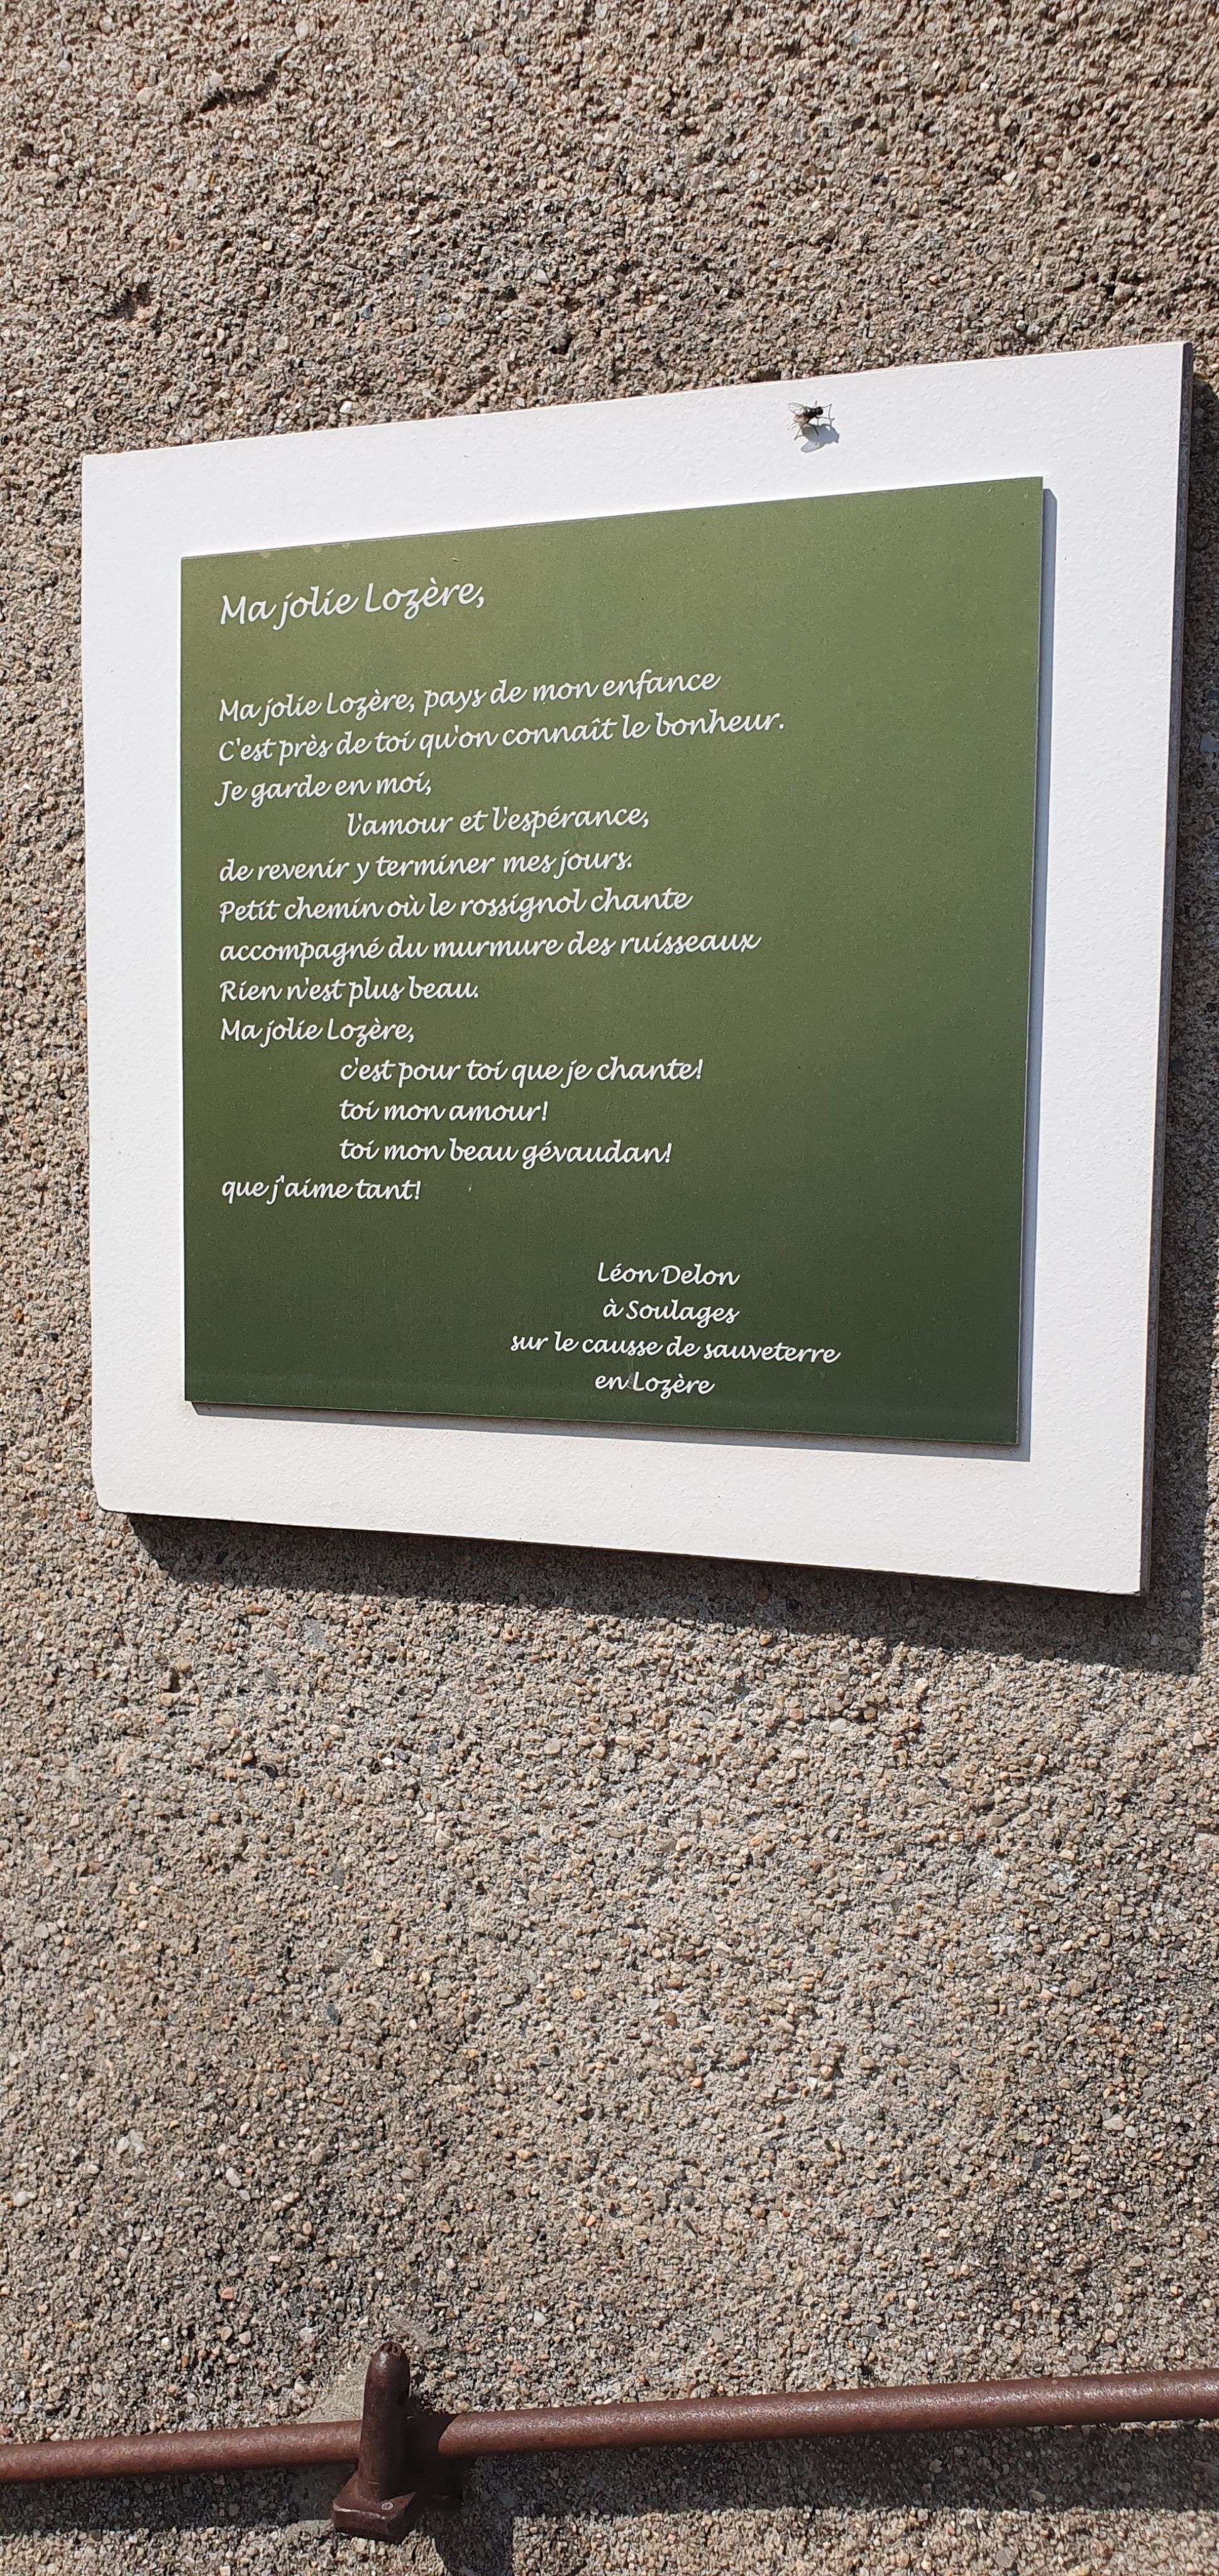 Ma jolie Lozère,
Ma jolie Lozère, pays de mon enfance
C'est près de toi qu'on connaît le bonheur.
Je garde en moi,
l'amour et l'espérance,
de revenir y terminer mes jours.
Petit chemin où le rossignol chante
accompagné du murmure des ruisseaux
Rien n'est plus beau.
Ma jolie Lozère,
c'est pour toi que je chante!
toi mon amour!
toi mon beau gévaudan!
que j'aime tant!
Léon Delon
à Soulages
sur le causse de sauveterre
en Lozère